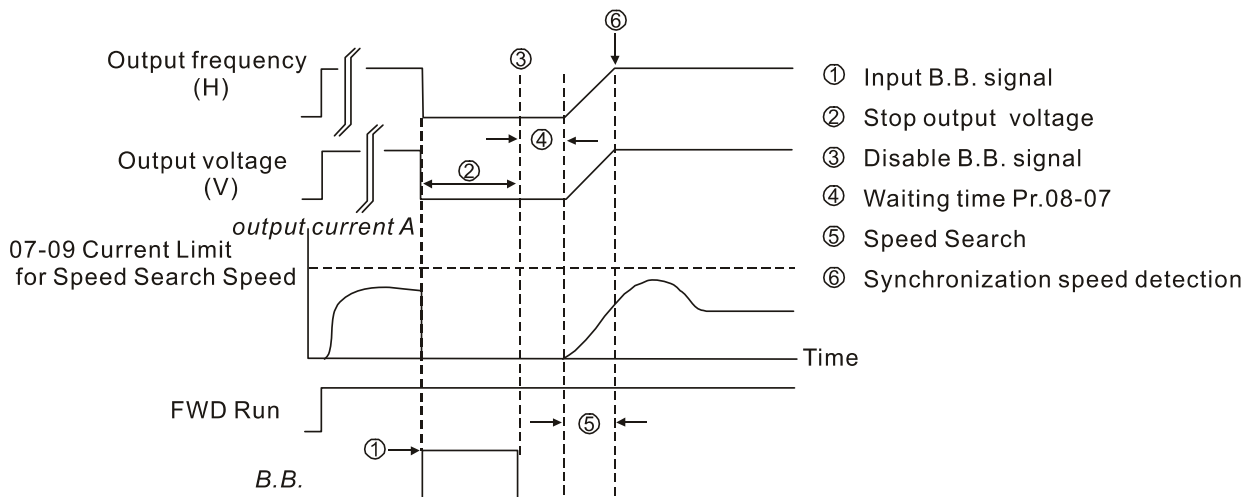 ⑥
Output frequency
(H)
③
④
Output voltage
(V)
②
output current A
07-09 Current Limit
for Speed Search Speed
Time
FWD Run
⑤
①
B.B.
① Input B.B. signal
② Stop output voltage
③ Disable B.B. signal
④ Waiting time Pr.08-07
⑤ Speed Search
⑥ Synchronization speed detection